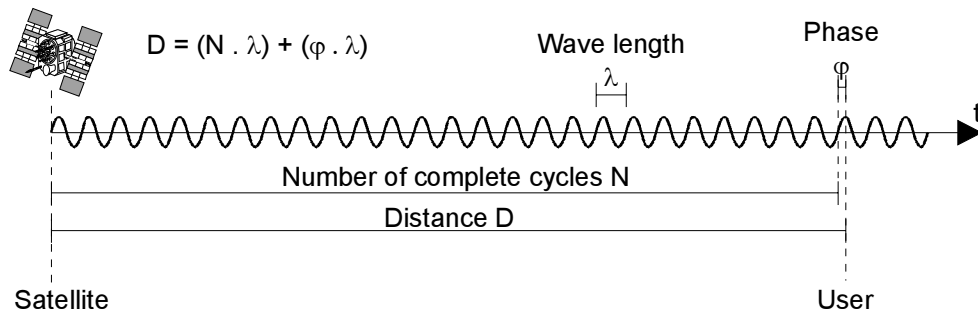 D = (N . λ) + (φ . λ)
Wave length
λ
Phase
φ
t
Number of complete cycles N
Distance D
Satellite
User